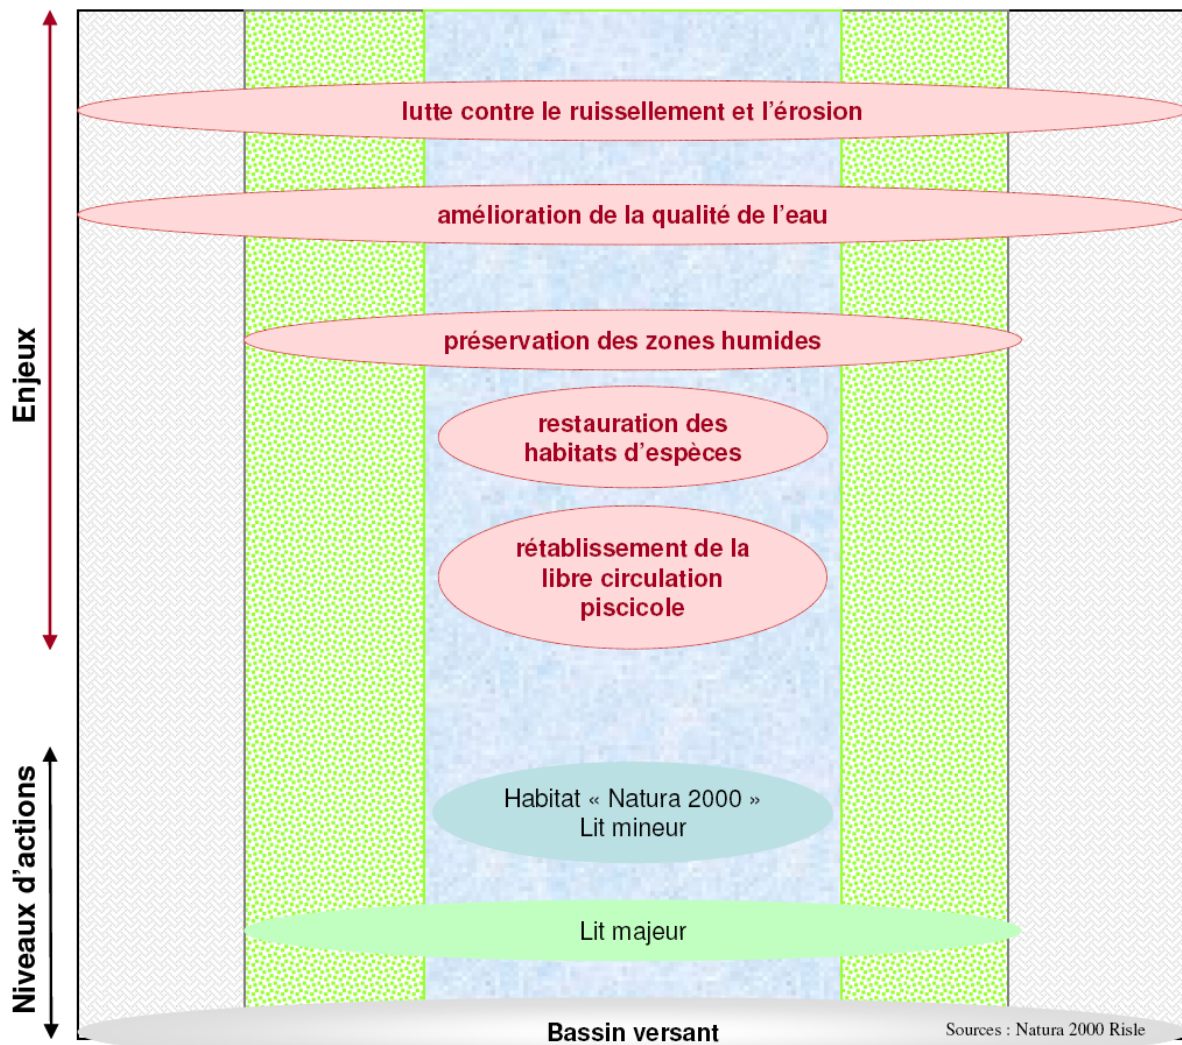 Enjeux
lutte contre le ruissellement et l'érosion
amélioration de la qualité de l'eau
préservation des zones humides
restauration des
habitats d'espèces
rétablissement de la
libre circulation
piscicole
Niveaux d'actions
Habitat « Natura 2000 »
Lit mineur
Lit majeur
Bassin versant
Sources : Natura 2000 Risle